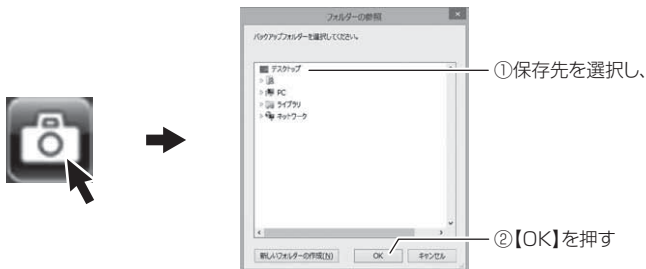 フォルダーの参照
バックアップフォルダーを選択してください。
デスクトップ
PC
ライブラリ
ネットワーク
①保存先を選択し、
②【OK】を押す
新しいフォルダーの作成(N)
OK
キャンセル